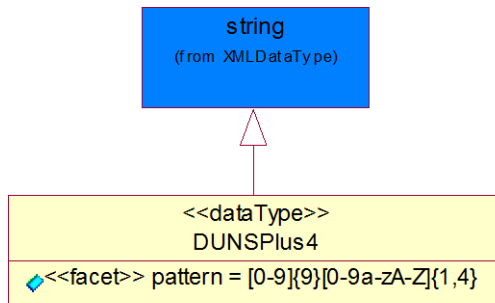 string
(from XMLDataType)
<<dataType>>
DUNSPlus4
<<facet>> pattern = [0-9]{9}[0-9a-zA-Z]{1,4}